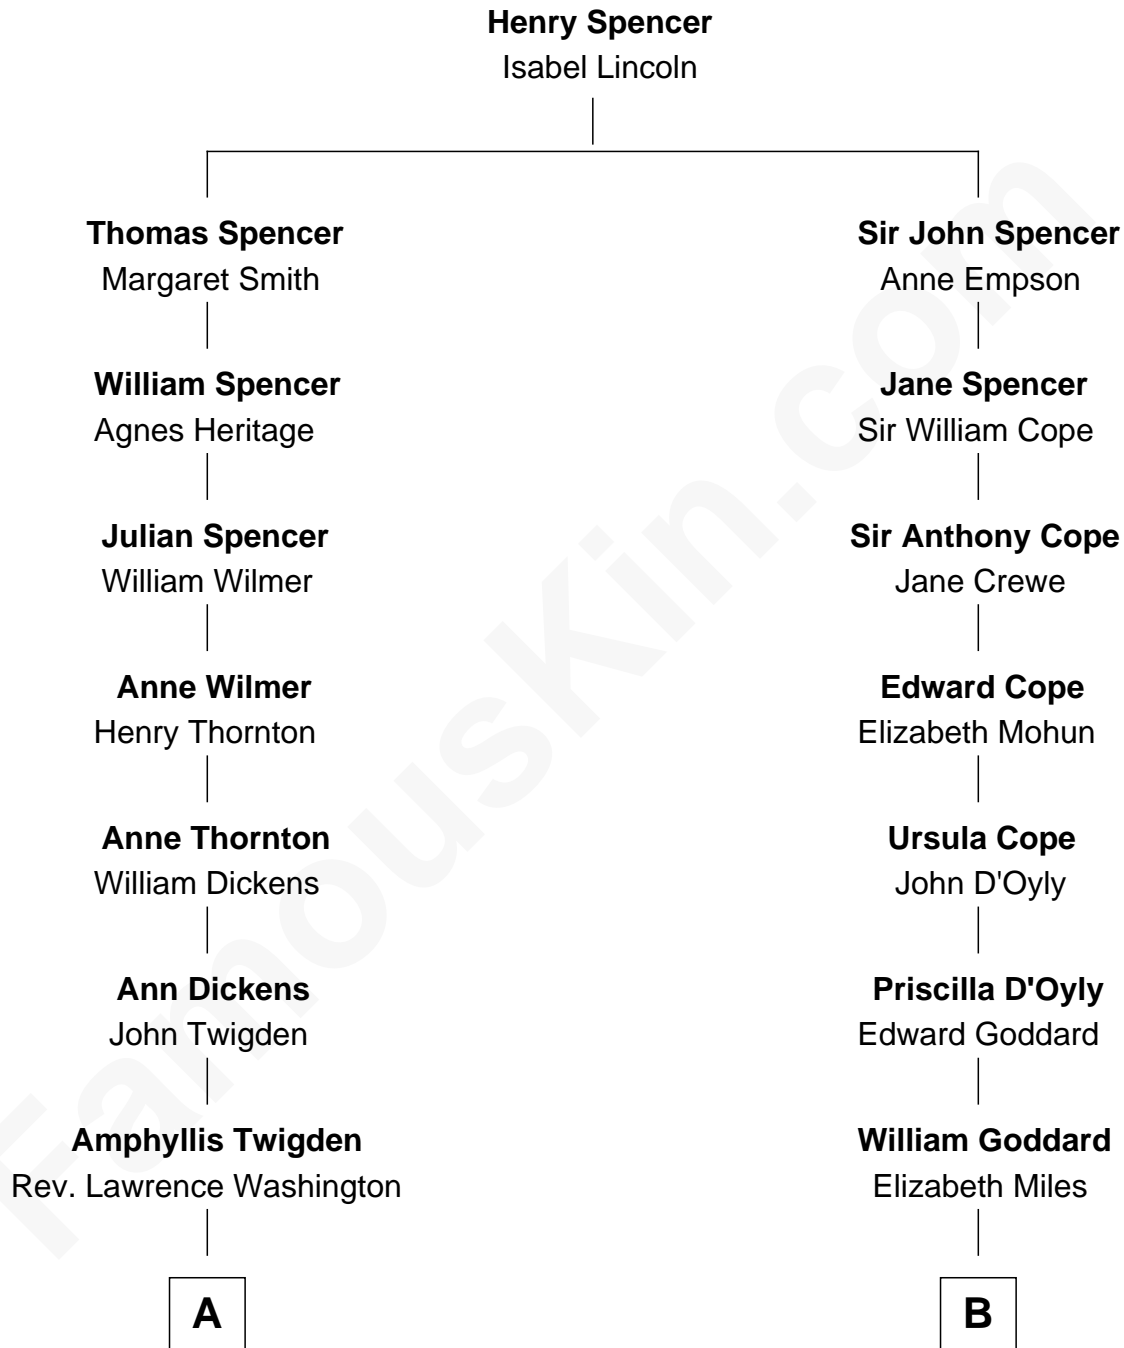 Henry Spencer
Isabel Lincoln
Thomas Spencer
Margaret Smith
William Spencer
Agnes Heritage
Julian Spencer
William Wilmer
Anne Wilmer
Henry Thornton
Anne Thornton
William Dickens
Ann Dickens
John Twigden
Amphyllis Twigden
Rev. Lawrence Washington
A
Sir John Spencer
Anne Empson
Jane Spencer
Sir William Cope
Sir Anthony Cope
Jane Crewe
Edward Cope
Elizabeth Mohun
Ursula Cope
John D'Oyly
Priscilla D'Oyly
Edward Goddard
William Goddard
Elizabeth Miles
B
FamousKin.com